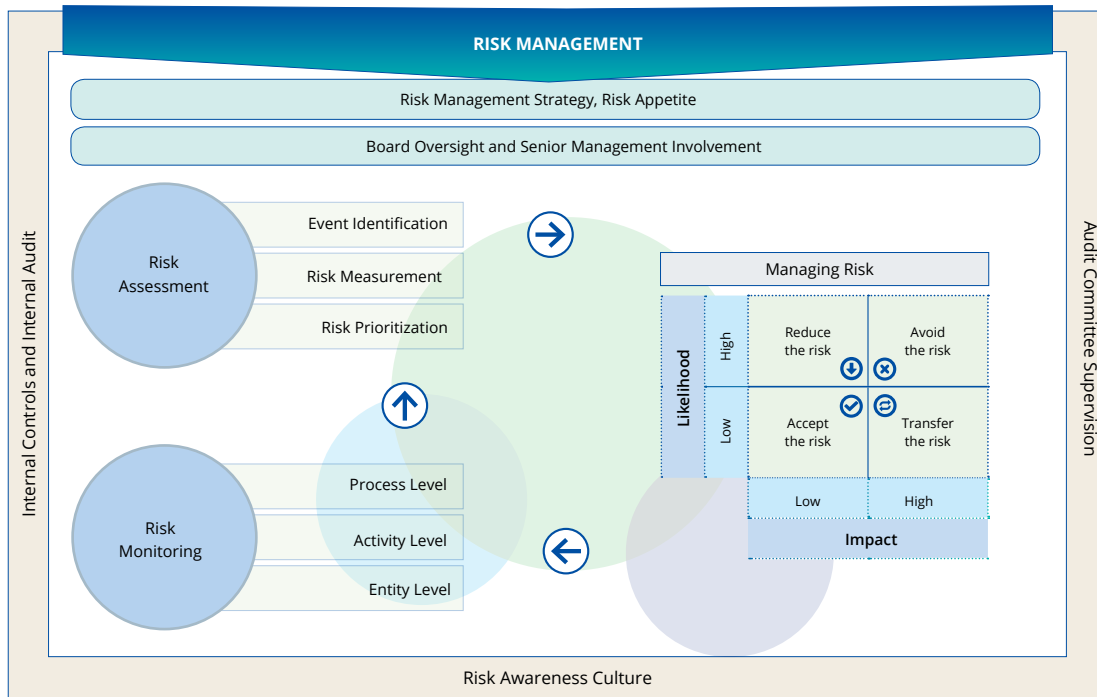 RISK MANAGEMENT
Risk Management Strategy, Risk Appetite
Board Oversight and Senior Management Involvement
Internal Controls and Internal Audit
Risk
Assessment
Event Identification
Risk Measurement
Risk Prioritization
Risk
Monitoring
Process Level
Activity Level
Entity Level
Managing Risk
Likelihood
High
Low
Reduce
the risk
Avoid
the risk
Accept
the risk
Transfer
the risk
Low
High
Impact
Audit Committee Supervision
Risk Awareness Culture